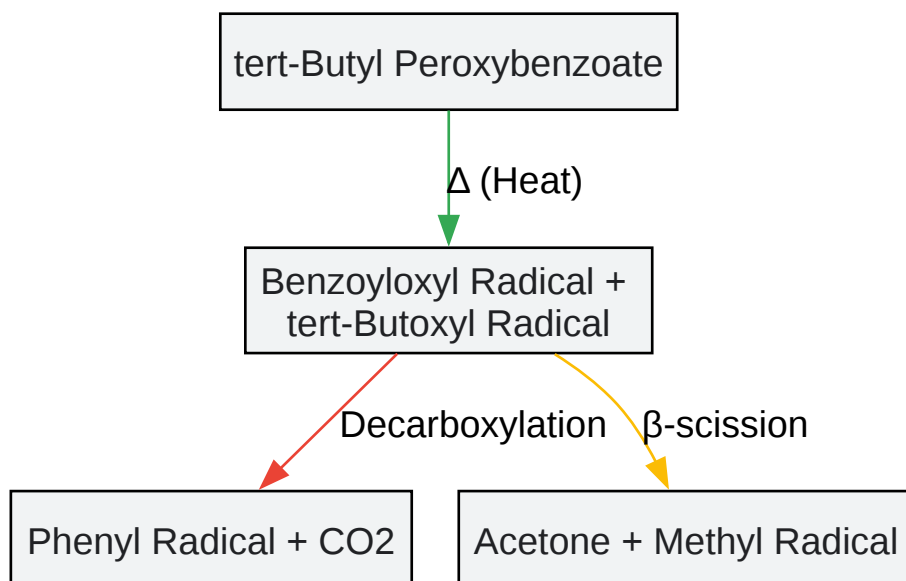 tert-Butyl Peroxybenzoate
Δ (Heat)
Benzoyloxyl Radical +
tert-Butoxyl Radical
Decarboxylation
β-scission
Phenyl Radical + CO2
Acetone + Methyl Radical